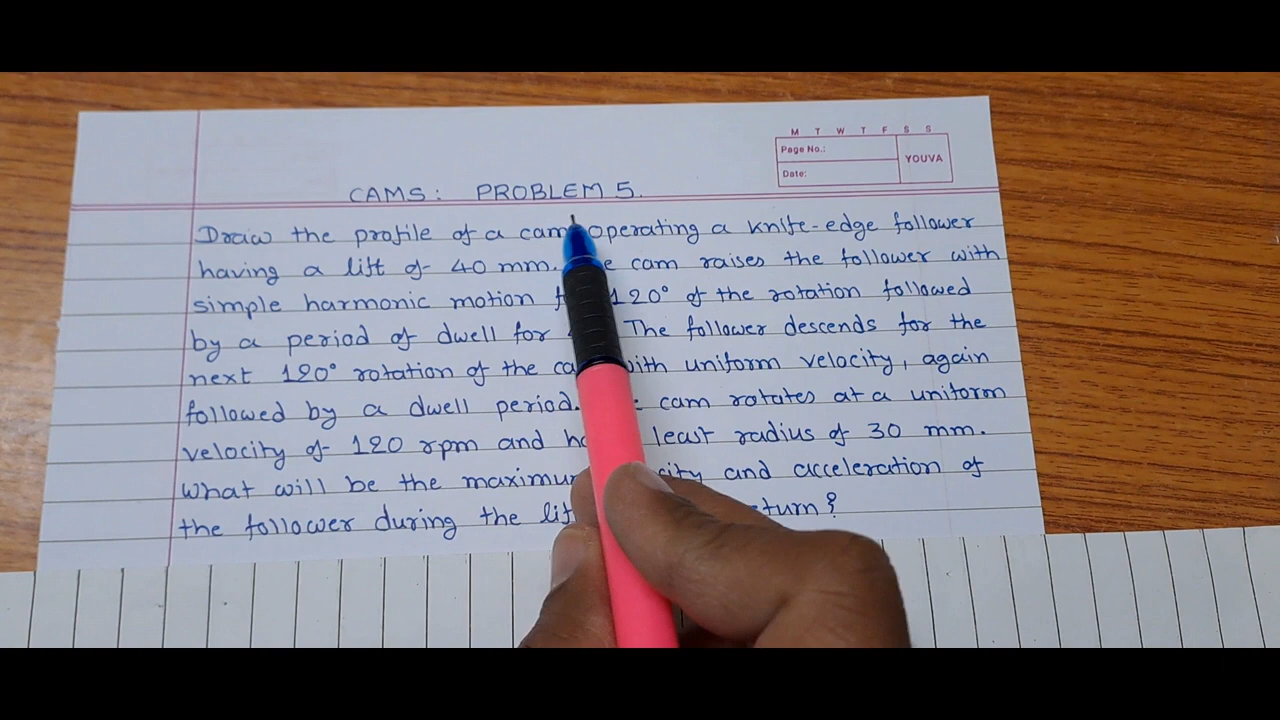 M T W T F S S
Page No.:
YOUVA
Date:
CAMS: PROBLEM 5.
Draw the profile of a cam operating a knife-edge follower
having a lift of 40 mm. cam raises the follower with
simple harmonic motion 120° of the rotation followed
by a period of dwell for The follower descends for the
next 120° rotation of the with uniform velocity, again
followed by a dwell period. cam rotates at a uniform
velocity of 120 rpm and least radius of 30 mm.
What will be the and acceleration of
the follower during the